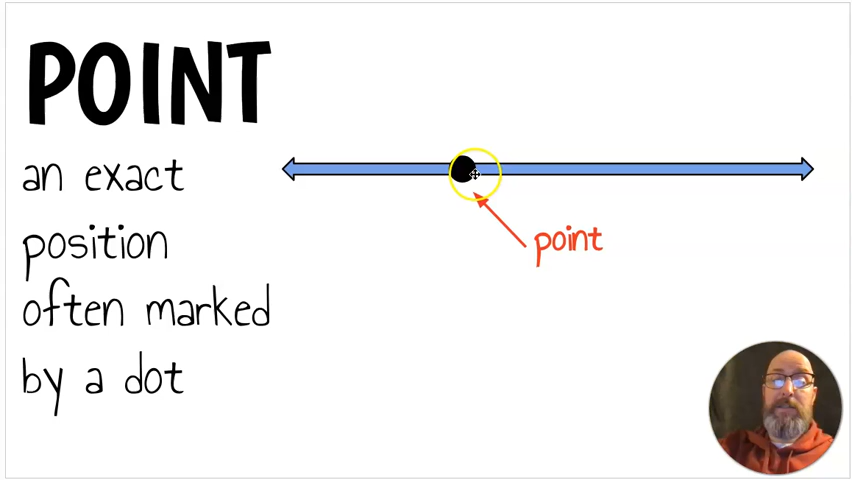 POINT
an exact
position
often marked
by a dot
point